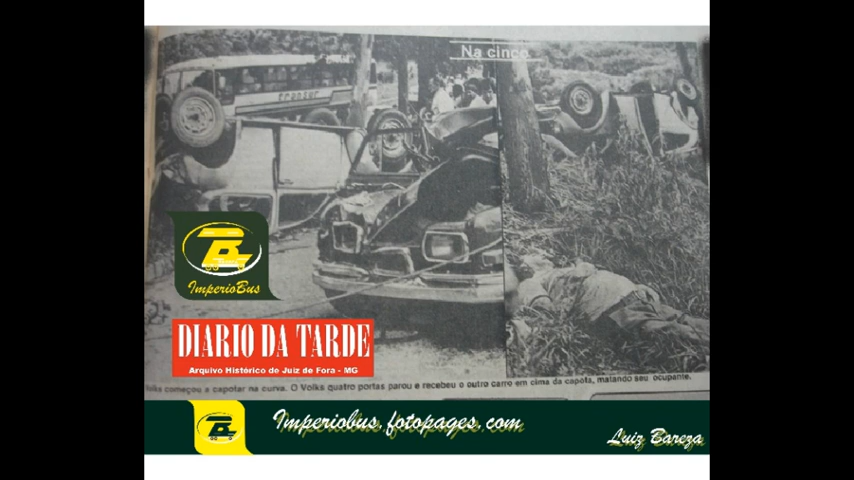 Na cinco
ImperioBus
DIARIO DA TARDE
Arquivo Histórico de Juiz de Fora - MG
Volks começou a capotar na curva. O Volks quatro portas parou e recebeu o outro carro em cima da capota, matando seu ocupante.
Imperiobus.fotopages.com
Luiz Bareza